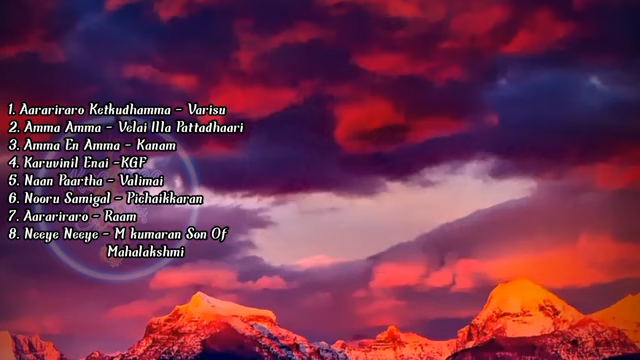 1. Aarariraro Ketkudhamma - Varisu
2. Amma Amma - Velai Illa Pattadhaari
3. Amma En Amma - Kanam
4. Karuvinil Enai -KGF
5. Naan Paartha - Valimai
6. Nooru Samigal - Pichaikkaran
7. Aarariraro - Raam
8. Neeye Neeye - M kumaran Son Of
Mahalakshmi